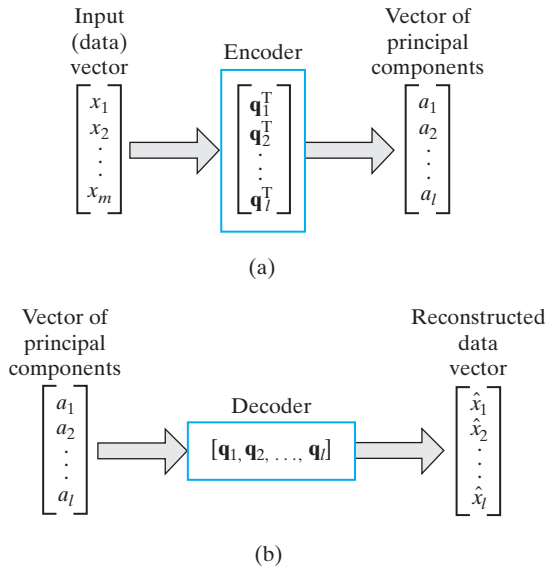 Input
(data)
vector
Encoder
Vector of
principal
components
x₁
x₂
.
.
.
xₘ
𝐪₁ᵀ
𝐪₂ᵀ
.
.
𝐪ₗᵀ
a₁
a₂
.
.
.
aₗ
(a)
Vector of
principal
components
a₁
a₂
.
.
.
aₗ
Decoder
[𝐪₁, 𝐪₂, . . ., 𝐪ₗ]
Reconstructed
data
vector
x̂₁
x̂₂
.
.
.
x̂ₗ
(b)